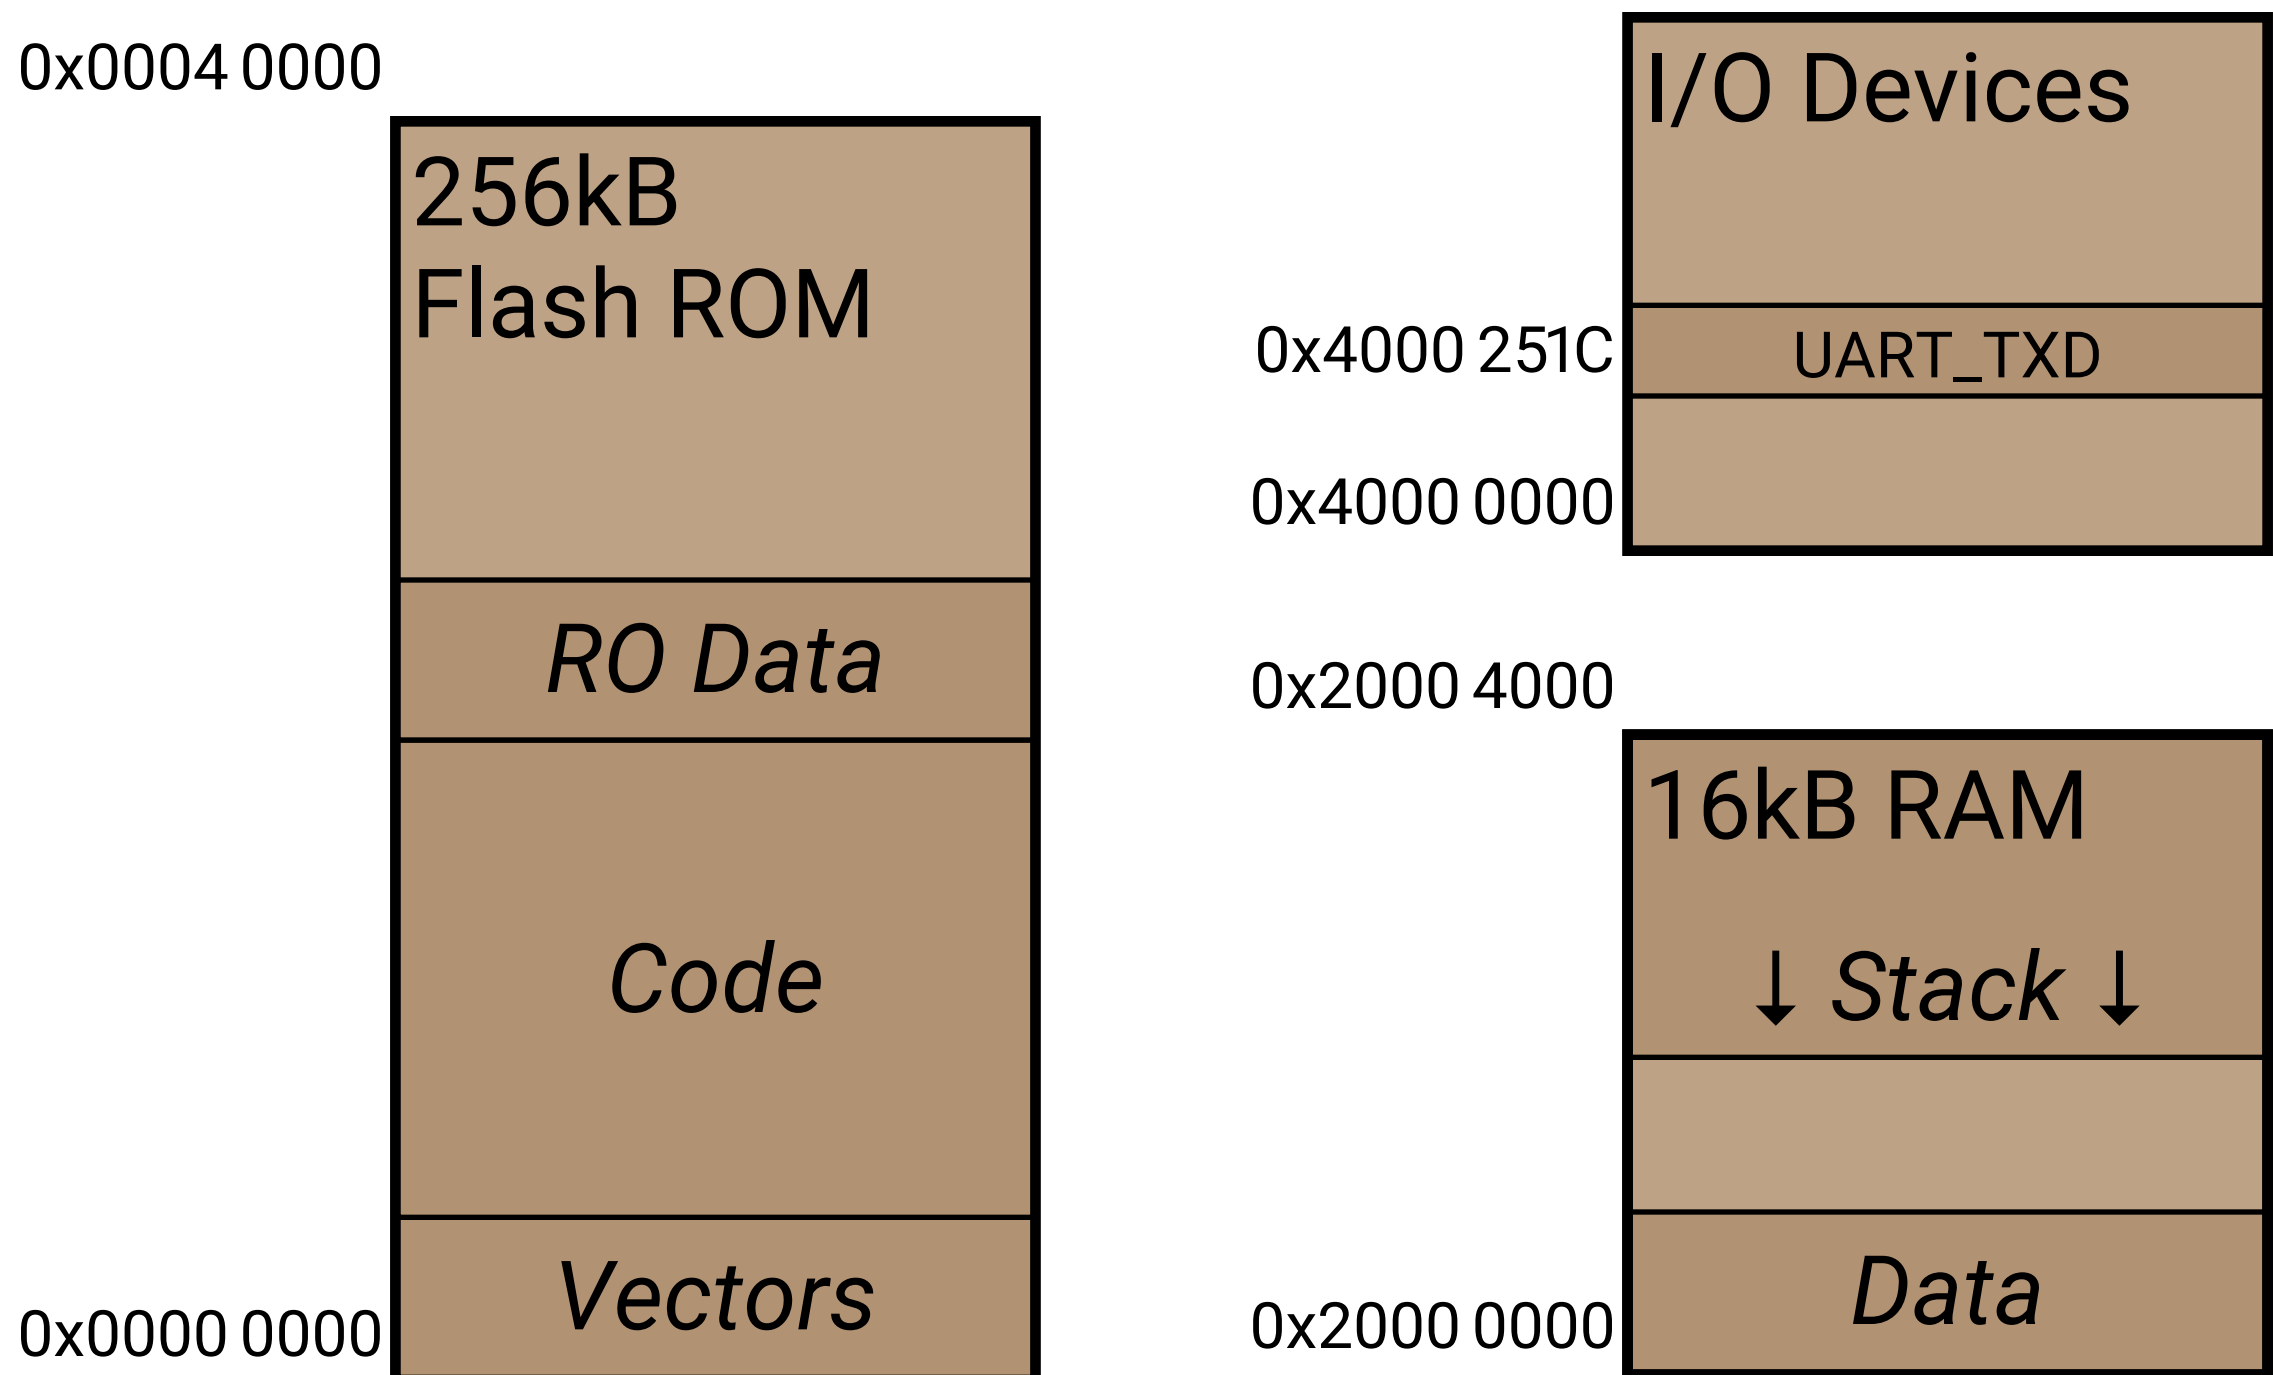 0x0004 0000
256kB
Flash ROM
RO Data
Code
Vectors
0x0000 0000
I/O Devices
0x4000 251C
UART_TXD
0x4000 0000
0x2000 4000
16kB RAM
↓ Stack ↓
Data
0x2000 0000